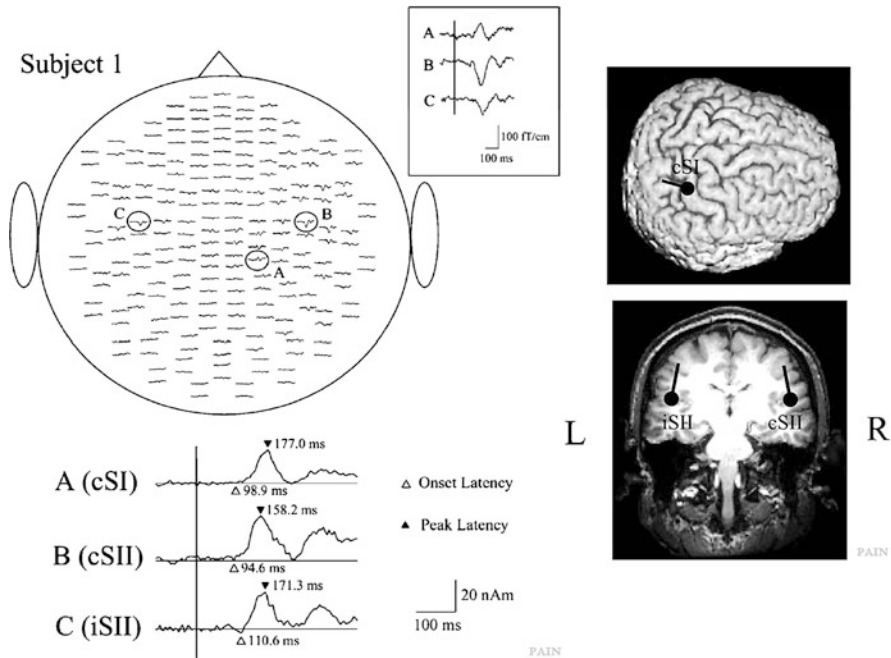 Subject 1
A
B
C
100 fT/cm
100 ms
C
B
A
cSI
iSII
cSII
L
R
PAIN
A (cSI)
177.0 ms
98.9 ms
B (cSII)
158.2 ms
94.6 ms
C (iSII)
171.3 ms
110.6 ms
△ Onset Latency
▲ Peak Latency
20 nAm
100 ms
PAIN